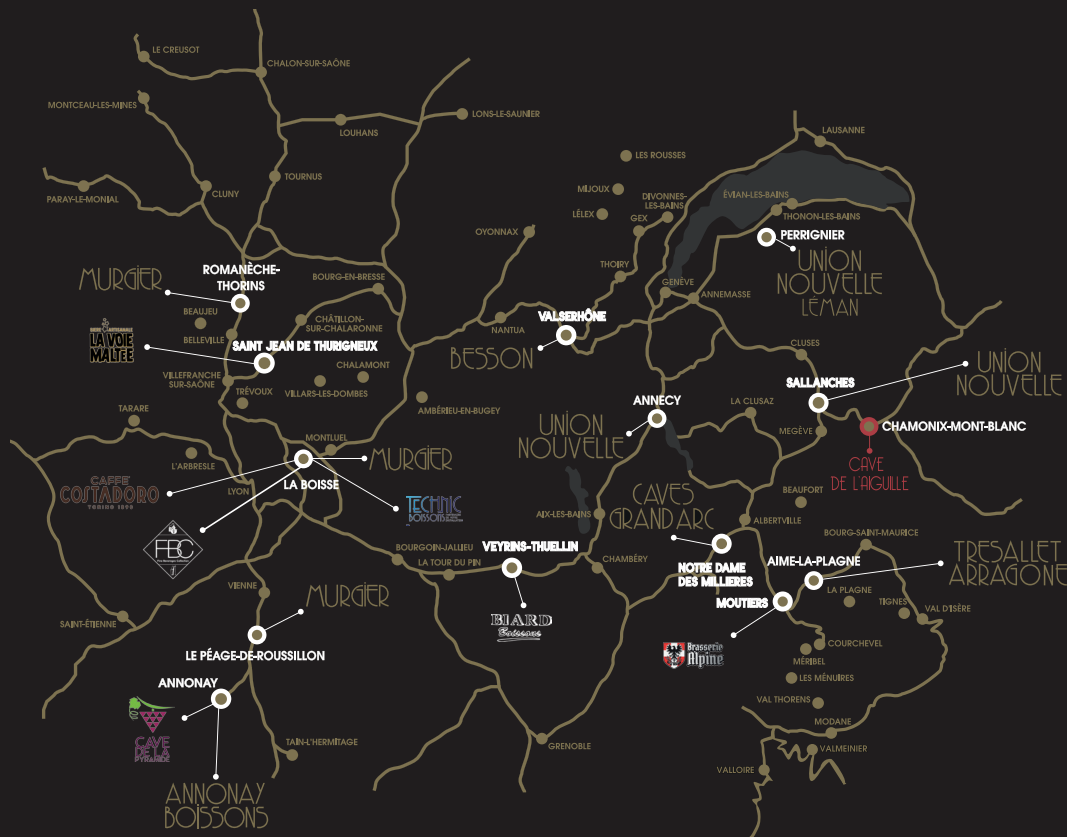 LE CREUSOT
CHALON-SUR-SAÔNE
MONTCEAU-LES-MINES
LOUHANS
LONS-LE-SAUNIER
LAUSANNE
LES ROUSSES
TOURNUS
CLUNY
PARAY-LE-MONIAL
MIJOUX
DIVONNES-
LES-BAINS
ÉVIAN-LES-BAINS
LÉLEX
GEX
THONON-LES-BAINS
OYONNAX
PERRIGNIER
UNION
NOUVELLE
LÉMAN
MURGIER
ROMANÈCHE-
THORINS
BOURG-EN-BRESSE
THOIRY
GENÈVE
ANNEMASSE
BEAUJEU
CHÂTILLON-
SUR-CHALARONNE
NANTUA
VALSERHÔNE
LA VOIE
MALTÉE
BELLEVILLE
SAINT JEAN DE THURIGNEUX
BESSON
CLUSES
UNION
NOUVELLE
VILLEFRANCHE
SUR-SAÔNE
CHALAMONT
TRÉVOUX
VILLARS-LES-DOMBES
SALLANCHES
AMBÉRIEU-EN-BUGEY
ANNECY
LA CLUSAZ
TARARE
UNION
NOUVELLE
MEGÈVE
CHAMONIX-MONT-BLANC
MONTLUEL
MURGIER
L'ARBRESLE
CAVE
DE L'AIGUILLE
CAFFE
COSTADORO
TORINO 1890
LYON
LA BOISSE
TECHNIC
BOISSONS
CAVES
GRAND ARC
BEAUFORT
AIX-LES-BAINS
ALBERTVILLE
FBC
BOURG-SAINT-MAURICE
BOURGOIN-JALLIEU
VEYRINS-THUELLIN
LA TOUR DU PIN
CHAMBÉRY
NOTRE DAME
DES MILLIERES
AIME-LA-PLAGNE
TRESALLET
ARRAGONE
VIENNE
MURGIER
MOUTIERS
LA PLAGNE
TIGNES
VAL D'ISÈRE
SAINT-ÉTIENNE
BIARD
Boissons
COURCHEVEL
LE PÉAGE-DE-ROUSSILLON
Brasserie
Alpine
MÉRIBEL
ANNONAY
LES MÉNUIRES
VAL THORENS
CAVE
DE LA
PYRAMIDE
TAIN-L'HERMITAGE
GRENOBLE
MODANE
VALMEINIER
VALLOIRE
ANNONAY
BOISSONS